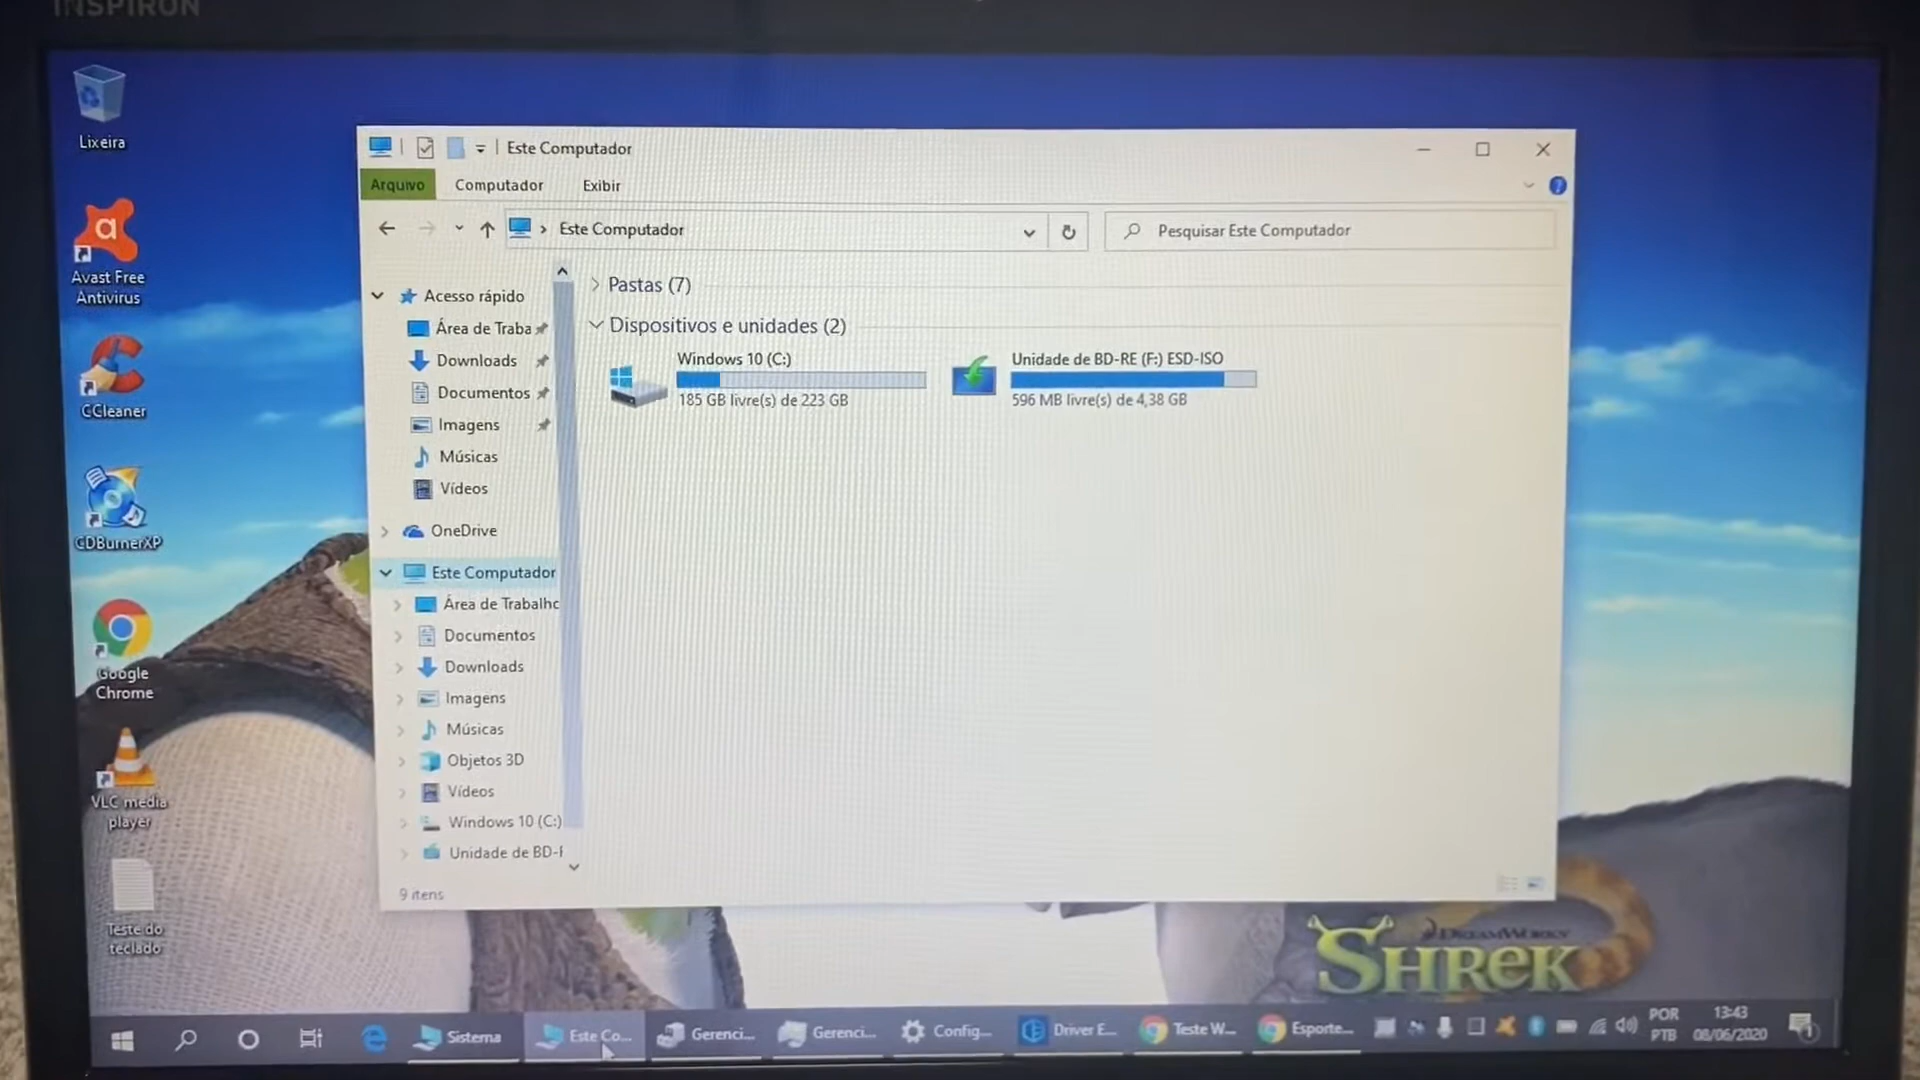 INSPIRON
Lixeira
Avast Free
Antivirus
CCleaner
CDBurnerXP
Google
Chrome
VLC media
player
Teste do
teclado
Este Computador
Arquivo
Computador
Exibir
Este Computador
Pesquisar Este Computador
Acesso rápido
Área de Traba
Downloads
Documentos
Imagens
Músicas
Vídeos
OneDrive
Este Computador
Área de Trabalhc
Documentos
Downloads
Imagens
Músicas
Objetos 3D
Vídeos
Windows 10 (C:)
Unidade de BD-F
9 itens
Pastas (7)
Dispositivos e unidades (2)
Windows 10 (C:)
185 GB livre(s) de 223 GB
Unidade de BD-RE (F:) ESD-ISO
596 MB livre(s) de 4,38 GB
DREAMWORKS
SHREK
Sistema
Este Co...
Gerenci...
Gerenci...
Config...
Driver E...
Teste W...
Esporte...
POR
PTB
13:43
08/06/2020
1